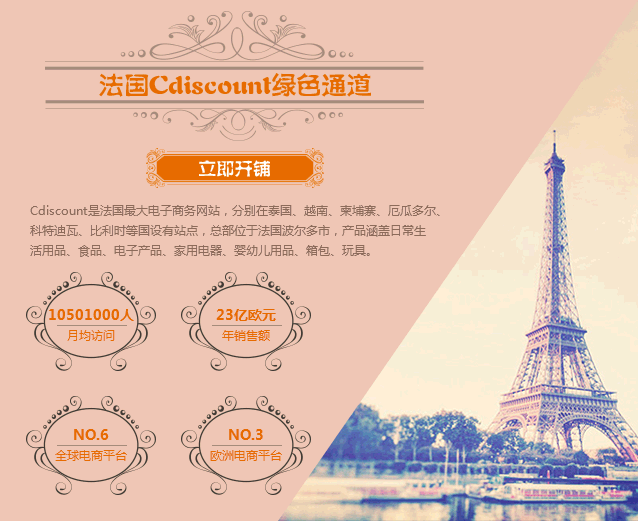 法国Cdiscount绿色通道
立即开铺
Cdiscount是法国最大电子商务网站，分别在泰国、越南、柬埔寨、厄瓜多尔、
科特迪瓦、比利时等国设有站点，总部位于法国波尔多市，产品涵盖日常生
活用品、食品、电子产品、家用电器、婴幼儿用品、箱包、玩具。
10501000人
月均访问
23亿欧元
年销售额
NO.6
全球电商平台
NO.3
欧洲电商平台